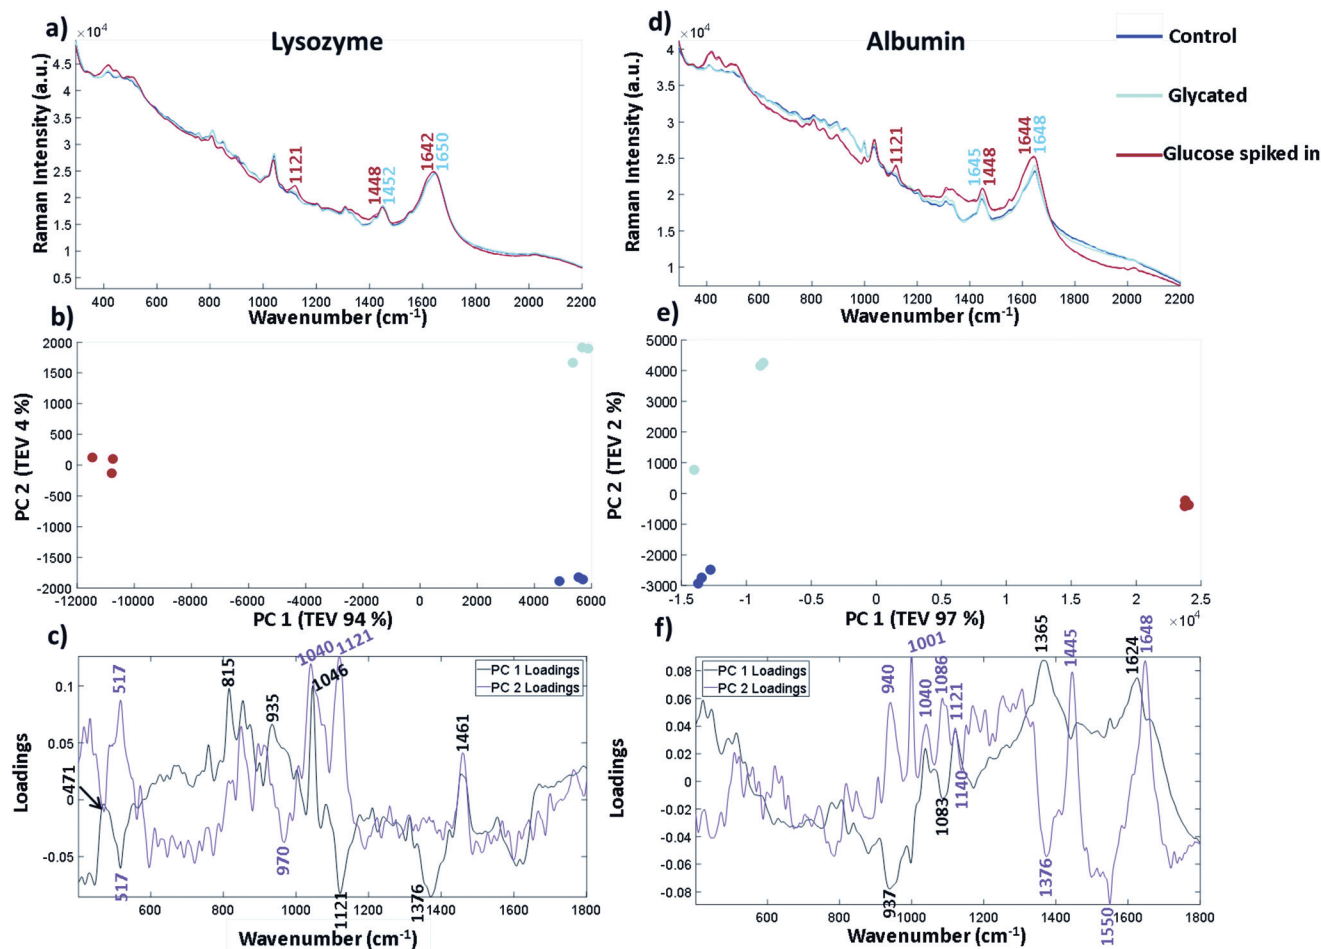 a)
Lysozyme
×10⁴
4.5
4
3.5
3
2.5
2
1.5
1
0.5
Raman Intensity (a.u.)
1121
1448
1452
1642
1650
400 600 800 1000 1200 1400 1600 1800 2000 2200
Wavenumber (cm⁻¹)
d)
Albumin
×10⁴
4
3.5
3
2.5
2
1.5
1
Raman Intensity (a.u.)
1121
1645
1448
1644
1648
400 600 800 1000 1200 1400 1600 1800 2000 2200
Wavenumber (cm⁻¹)
Control
Glycated
Glucose spiked in
b)
2000
1500
1000
500
0
-500
-1000
-1500
-2000
PC 2 (TEV 4 %)
-12000 -10000 -8000 -6000 -4000 -2000 0 2000 4000 6000
PC 1 (TEV 94 %)
e)
5000
4000
3000
2000
1000
0
-1000
-2000
-3000
PC 2 (TEV 2 %)
-1.5 -1 -0.5 0 0.5 1 1.5 2 2.5
×10⁴
PC 1 (TEV 97 %)
c)
0.1
0.05
0
-0.05
Loadings
471
517
517
815
935
970
1040
1046
1121
1121
1376
1461
PC 1 Loadings
PC 2 Loadings
600 800 1000 1200 1400 1600 1800
Wavenumber (cm⁻¹)
f)
0.08
0.06
0.04
0.02
0
-0.02
-0.04
-0.06
-0.08
Loadings
PC 1 Loadings
PC 2 Loadings
937
940
1001
1040
1083
1086
1121
1140
1365
1376
1445
1550
1624
1648
600 800 1000 1200 1400 1600 1800
Wavenumber (cm⁻¹)